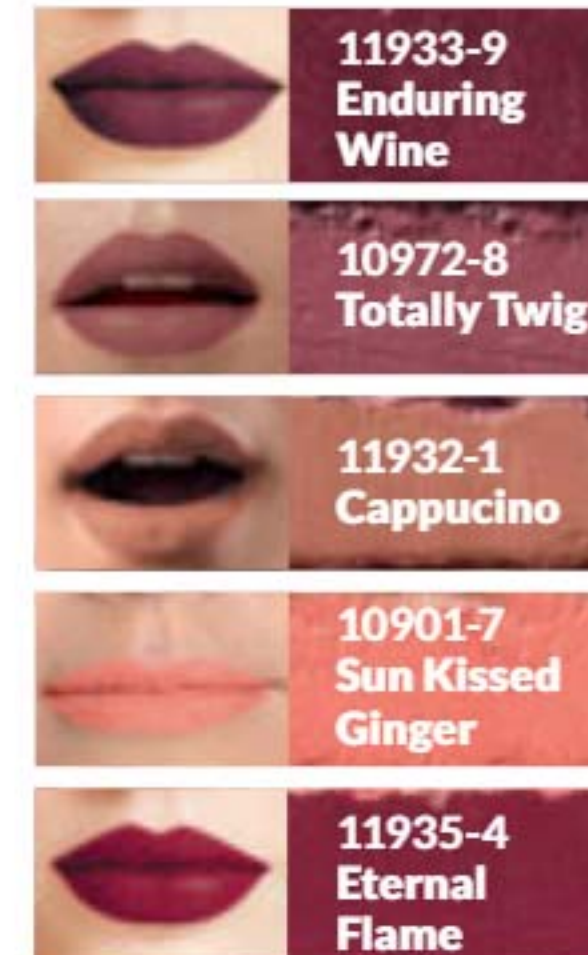 11933-9
Enduring
Wine
10972-8
Totally Twig
11932-1
Cappucino
10901-7
Sun Kissed
Ginger
11935-4
Eternal
Flame